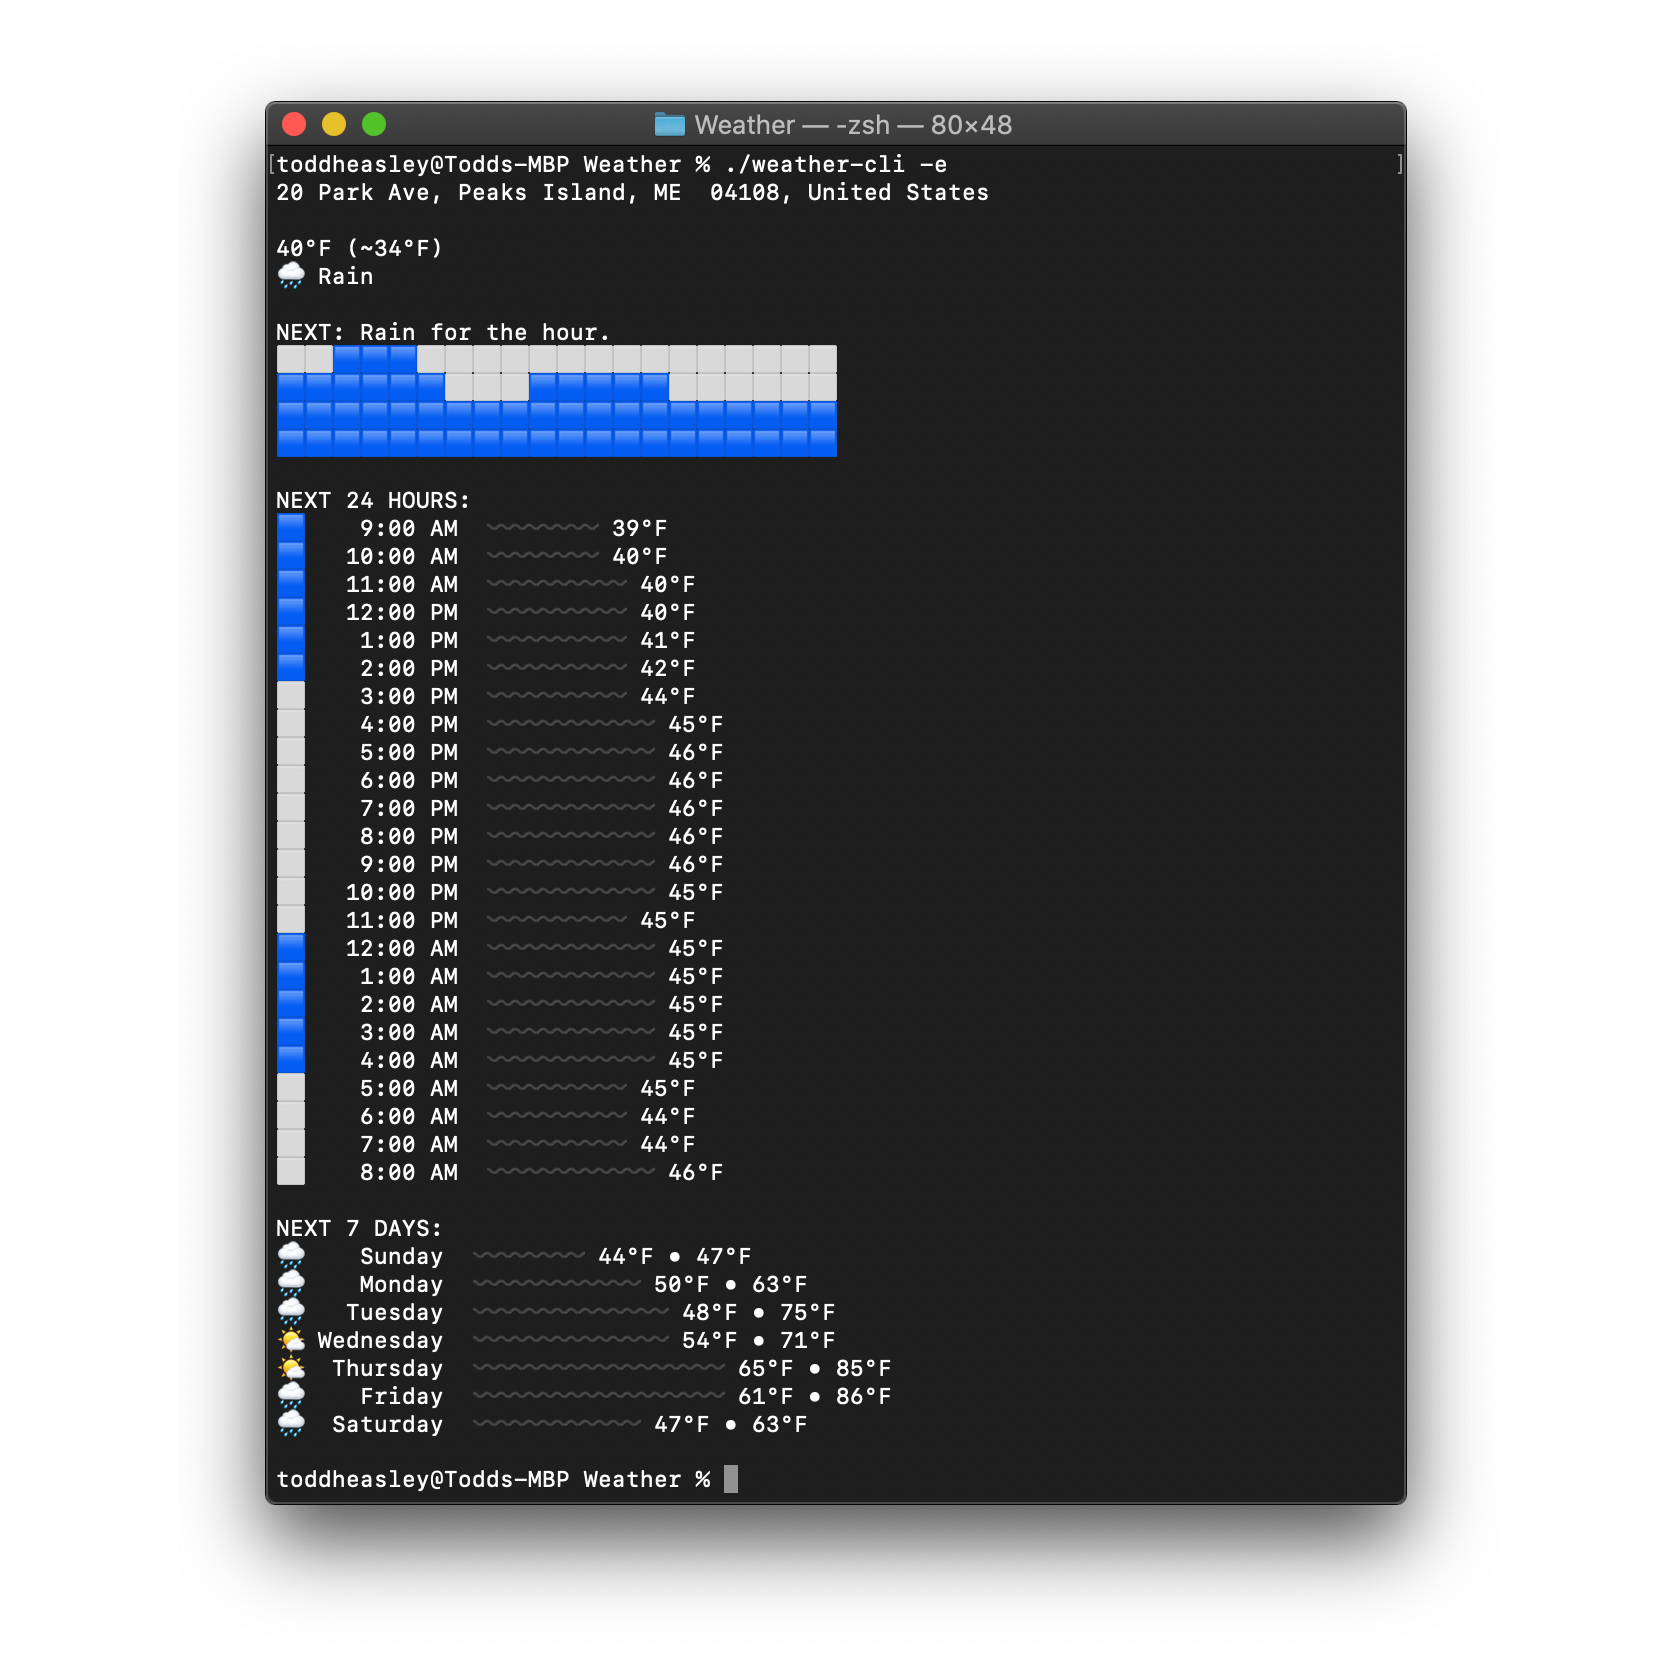 Weather — -zsh — 80×48
[toddheasley@Todds-MBP Weather % ./weather-cli -e ]
20 Park Ave, Peaks Island, ME  04108, United States
40°F (~34°F)
🌧 Rain
NEXT: Rain for the hour.
NEXT 24 HOURS:
9:00 AM 39°F
10:00 AM 40°F
11:00 AM 40°F
12:00 PM 40°F
1:00 PM 41°F
2:00 PM 42°F
3:00 PM 44°F
4:00 PM 45°F
5:00 PM 46°F
6:00 PM 46°F
7:00 PM 46°F
8:00 PM 46°F
9:00 PM 46°F
10:00 PM 45°F
11:00 PM 45°F
12:00 AM 45°F
1:00 AM 45°F
2:00 AM 45°F
3:00 AM 45°F
4:00 AM 45°F
5:00 AM 45°F
6:00 AM 44°F
7:00 AM 44°F
8:00 AM 46°F
NEXT 7 DAYS:
🌧 Sunday 44°F • 47°F
🌧 Monday 50°F • 63°F
🌧 Tuesday 48°F • 75°F
🌤 Wednesday 54°F • 71°F
🌤 Thursday 65°F • 85°F
🌧 Friday 61°F • 86°F
🌧 Saturday 47°F • 63°F
toddheasley@Todds-MBP Weather %